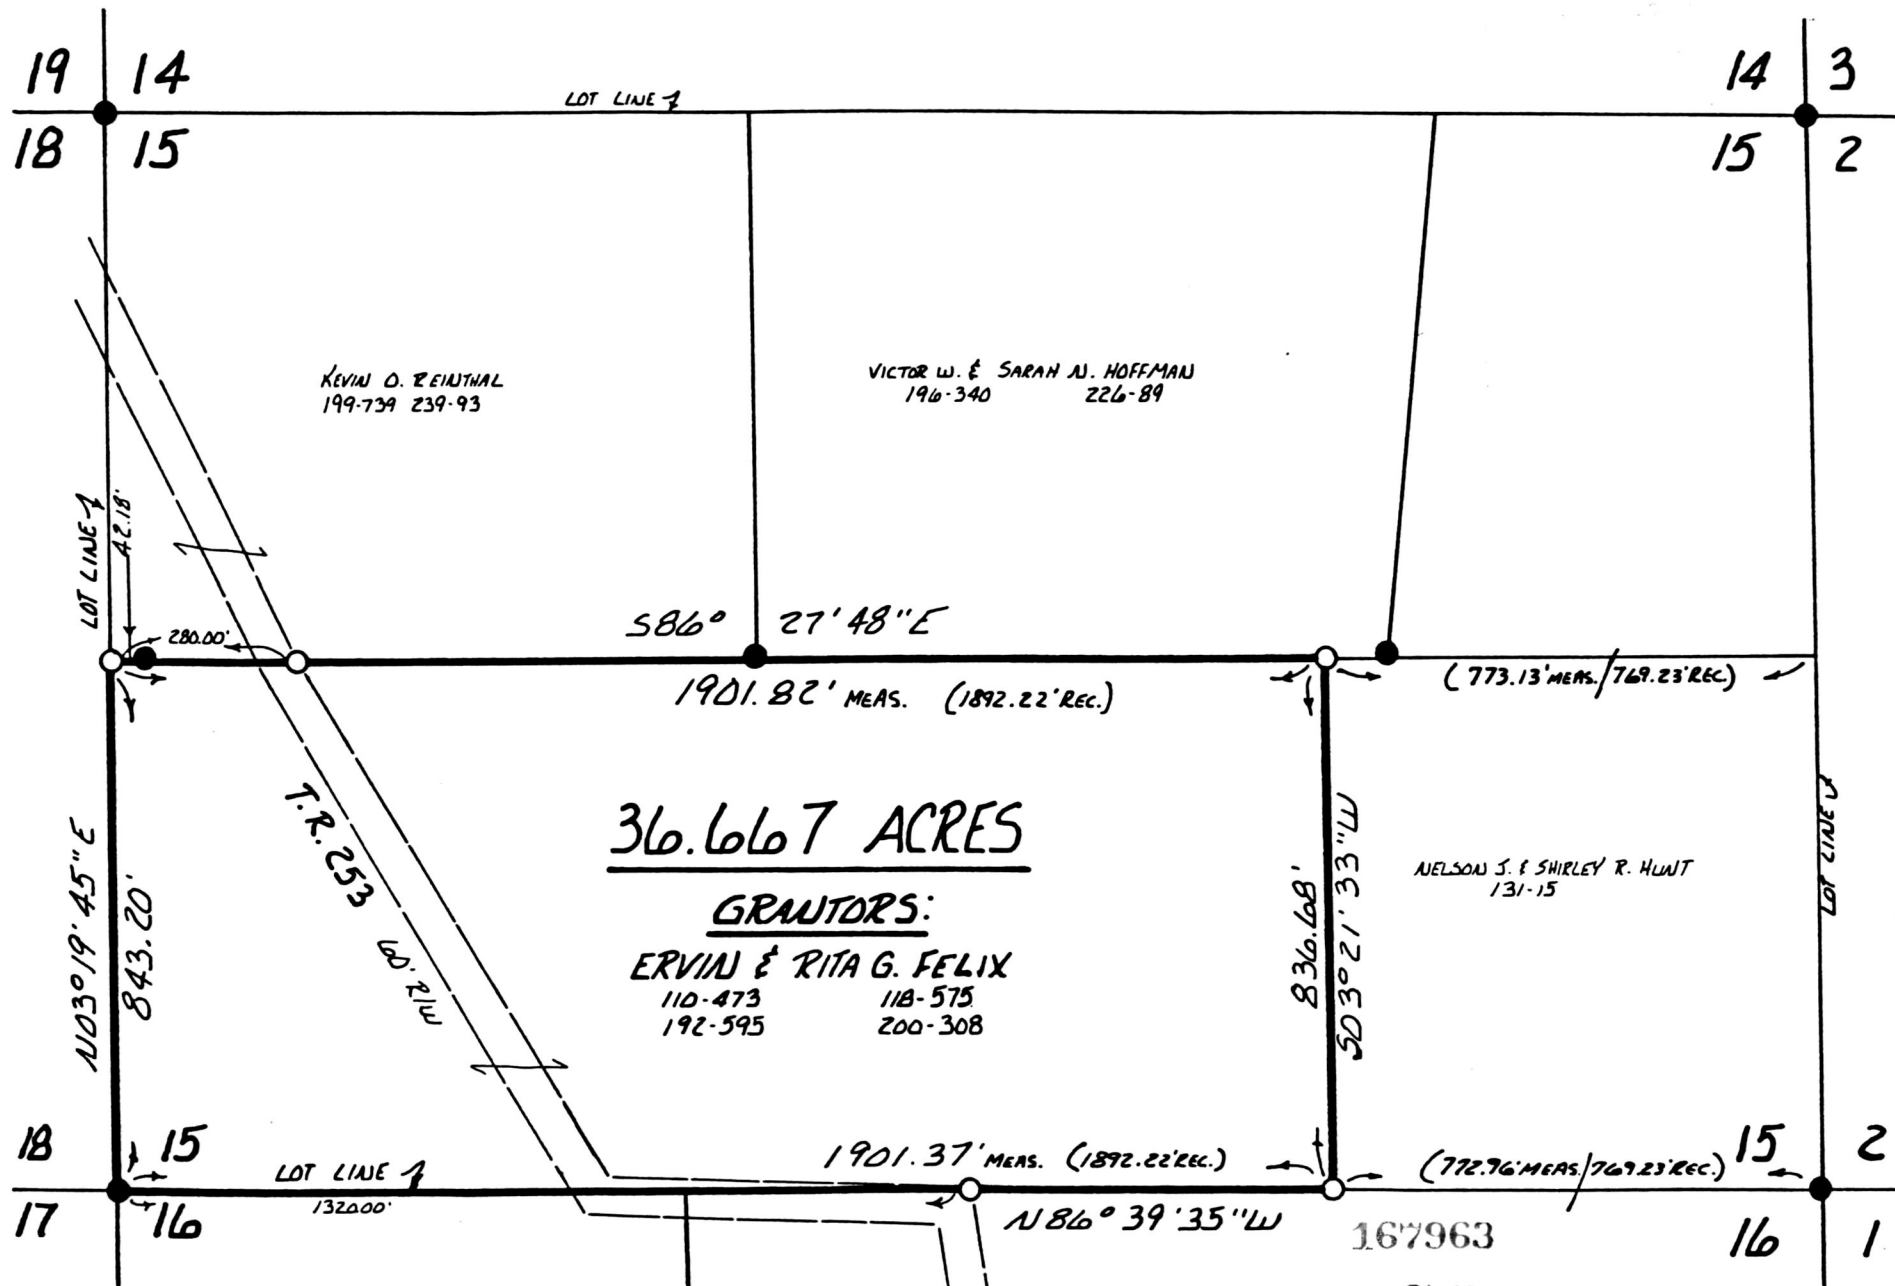 19 14
14 3
LOT LINE
18 15
15 2
KEVIN O. REINTHAL
199-739 239-93
VICTOR W. & SARAH N. HOFFMAN
196-340 226-89
LOT LINE
42.18'
280.00'
S86° 27' 48" E
1901.82' MEAS. (1892.22' REC.)
(773.13' MEAS./769.23' REC.)
T.R. 253
60' R/W
36.667 ACRES
GRANTORS:
ERVIN & RITA G. FELIX
110-473 118-575
192-595 200-308
N03° 19' 45" E
843.20'
836.68'
S03° 21' 33" W
NELSON J. & SHIRLEY R. HUNT
131-15
LOT LINE
18 15
LOT LINE
1320.00'
1901.37' MEAS. (1892.22' REC.)
(772.96' MEAS./769.23' REC.)
15 2
17 16
N86° 39' 35" W
167963
16 1